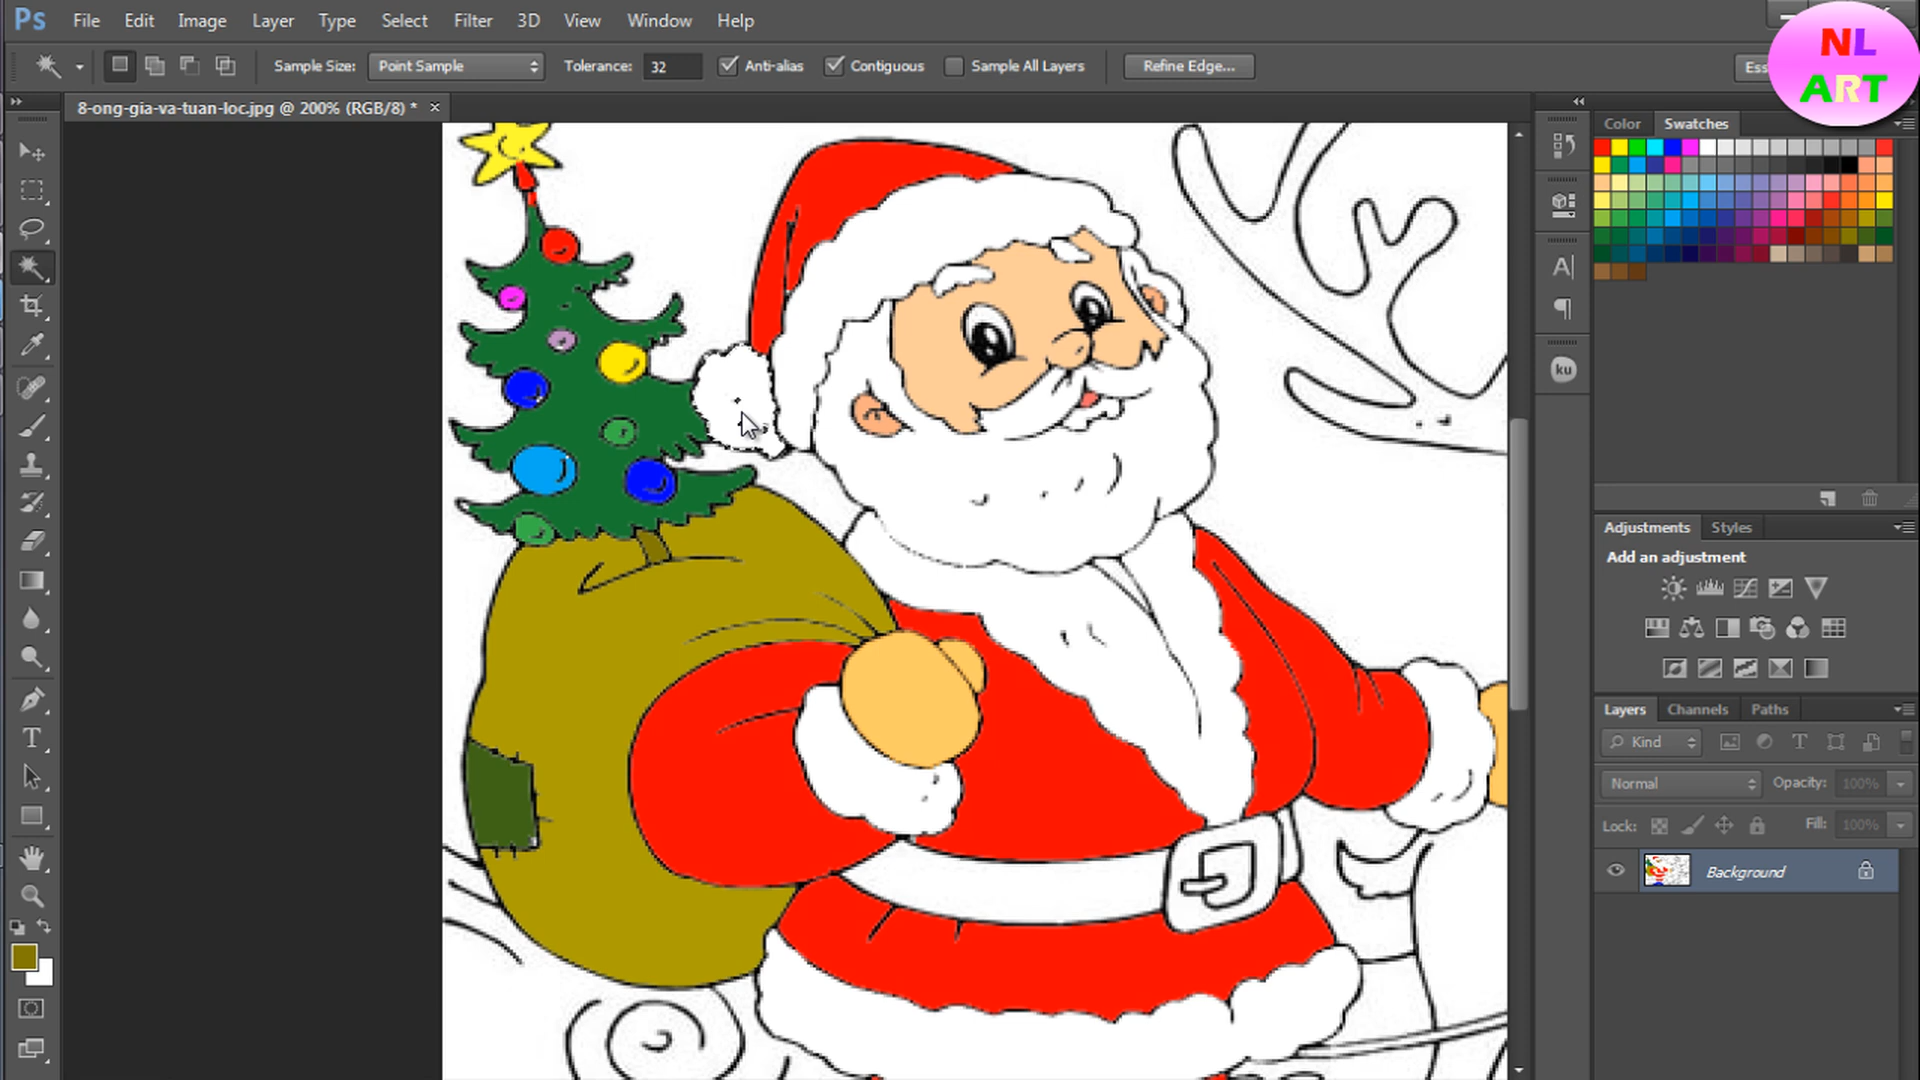 Ps File Edit Image Layer Type Select Filter 3D View Window Help
Sample Size: Point Sample Tolerance: 32 Anti-alias Contiguous Sample All Layers Refine Edge... Ess
NL
ART
8-ong-gia-va-tuan-loc.jpg @ 200% (RGB/8) * ×
Color Swatches
A|
ku
Adjustments Styles
Add an adjustment
Layers Channels Paths
Kind
Normal Opacity: 100%
Lock: Fill: 100%
Background
T